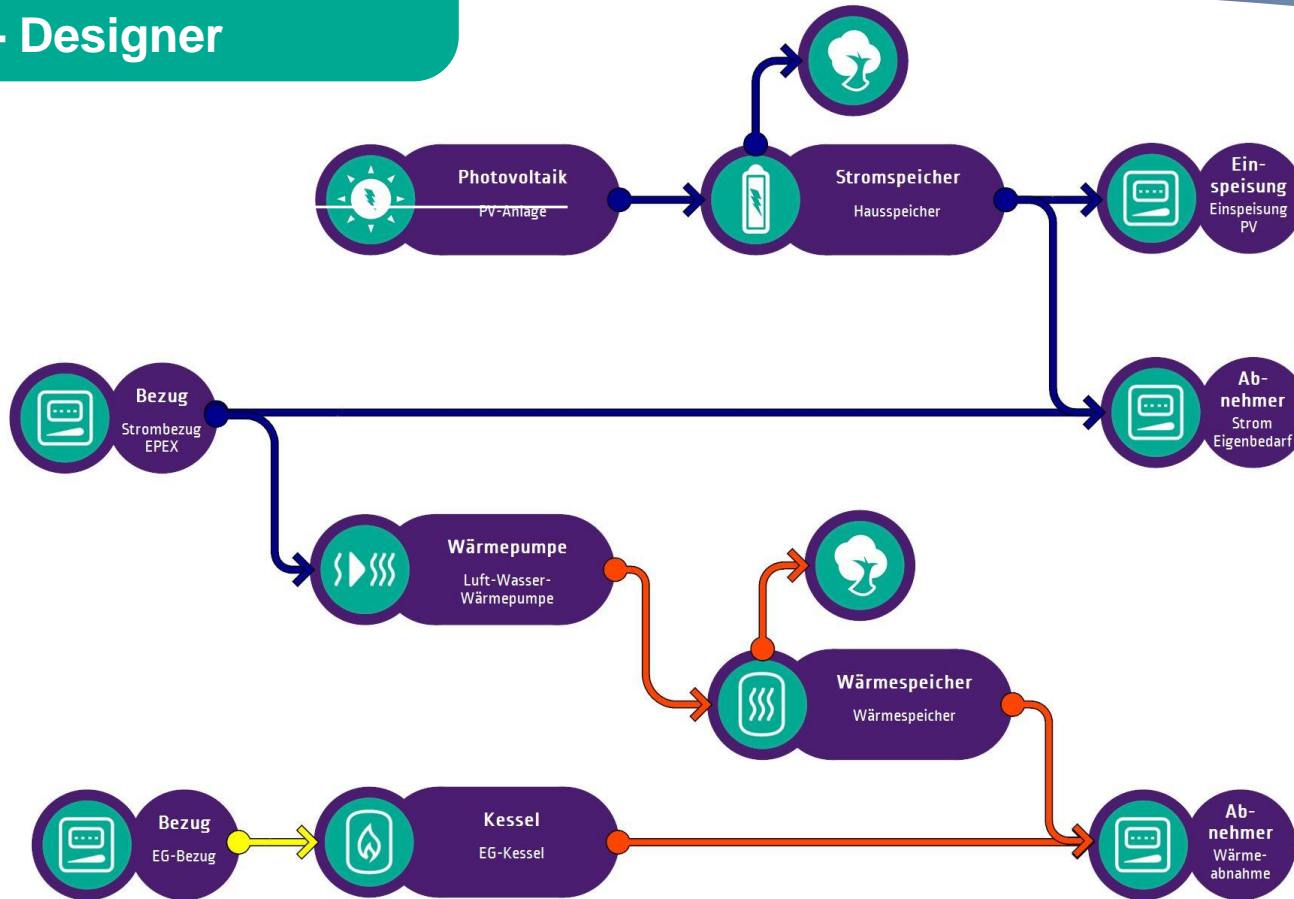 - Designer
Photovoltaik
PV-Anlage
Stromspeicher
Hausspeicher
Ein-
speisung
Einspeisung
PV
Bezug
Strombezug
EPEX
Ab-
nehmer
Strom
Eigenbedarf
Wärmepumpe
Luft-Wasser-
Wärmepumpe
Wärmespeicher
Wärmespeicher
Bezug
EG-Bezug
Kessel
EG-Kessel
Ab-
nehmer
Wärme-
abnahme